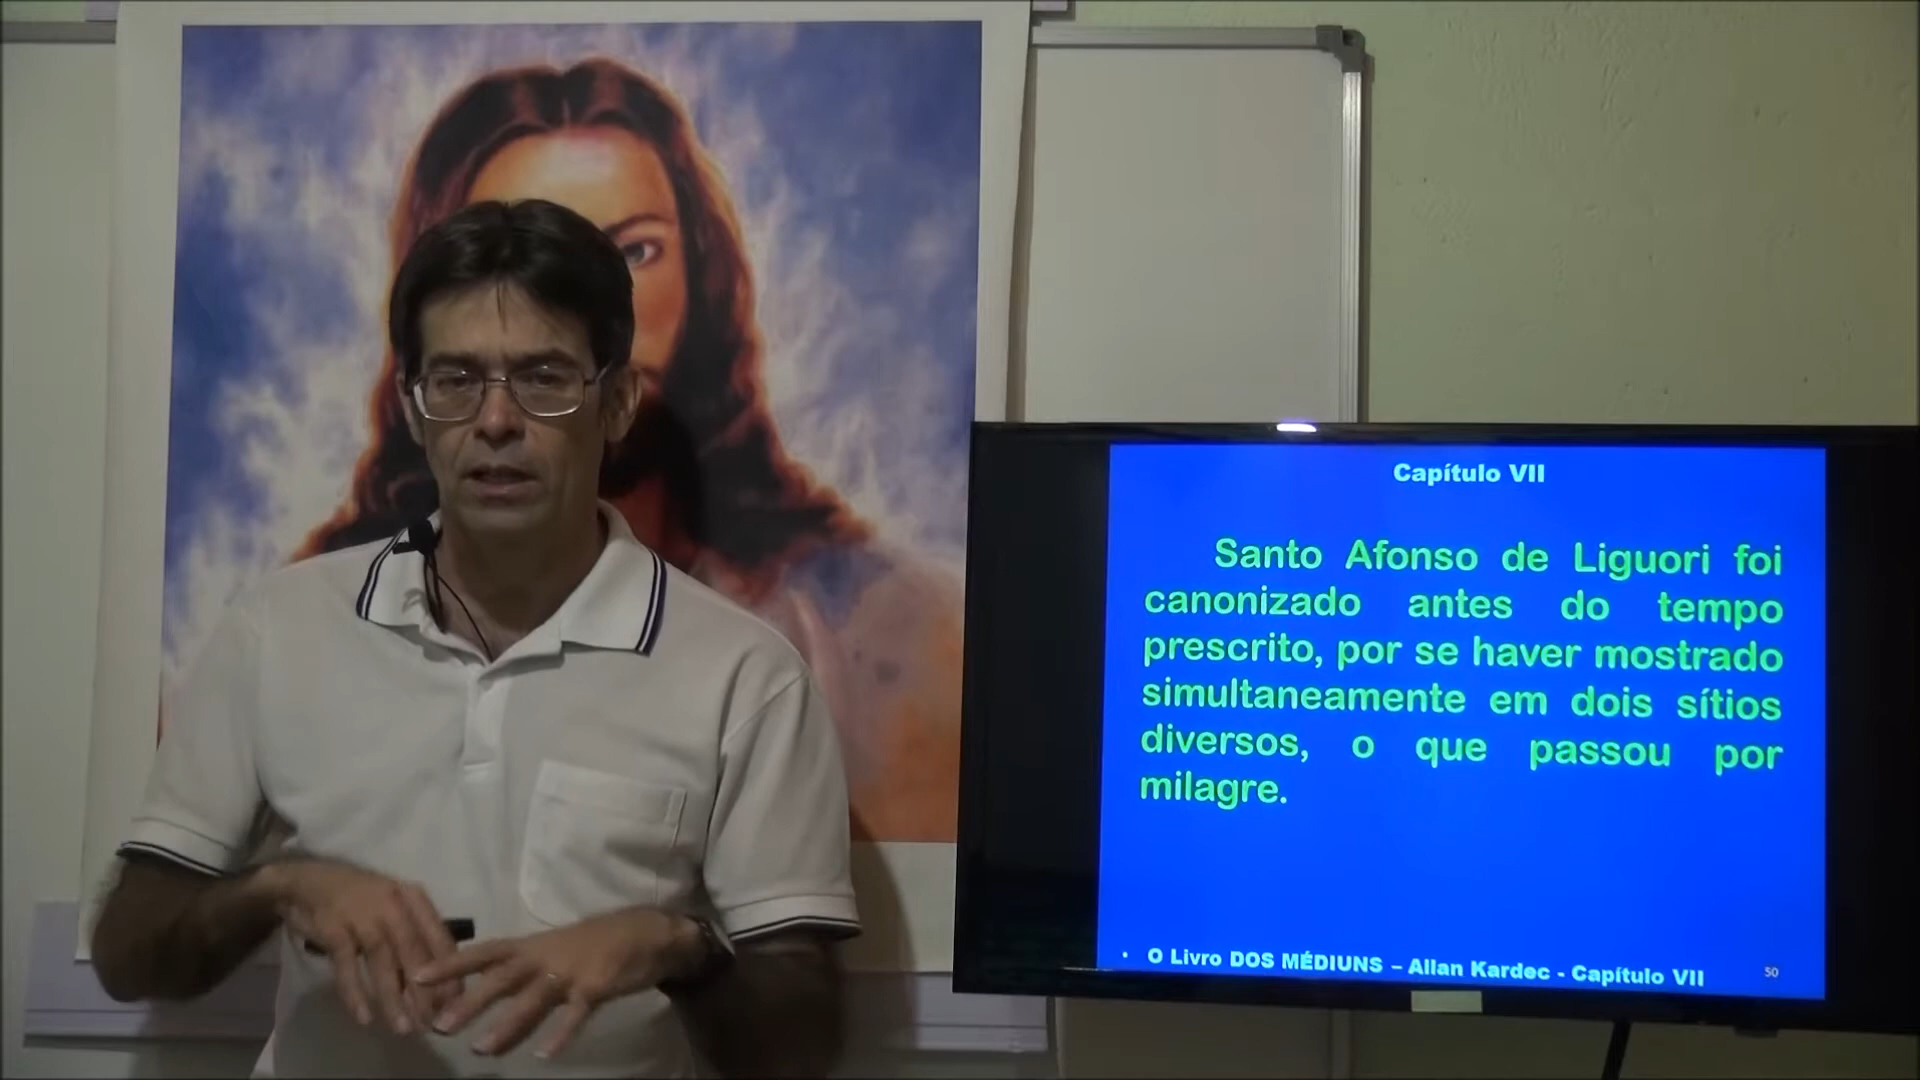 Capítulo VII
Santo Afonso de Liguori foi
canonizado antes do tempo
prescrito, por se haver mostrado
simultaneamente em dois sítios
diversos, o que passou por
milagre.
• O Livro DOS MÉDIUNS – Allan Kardec - Capítulo VII
50